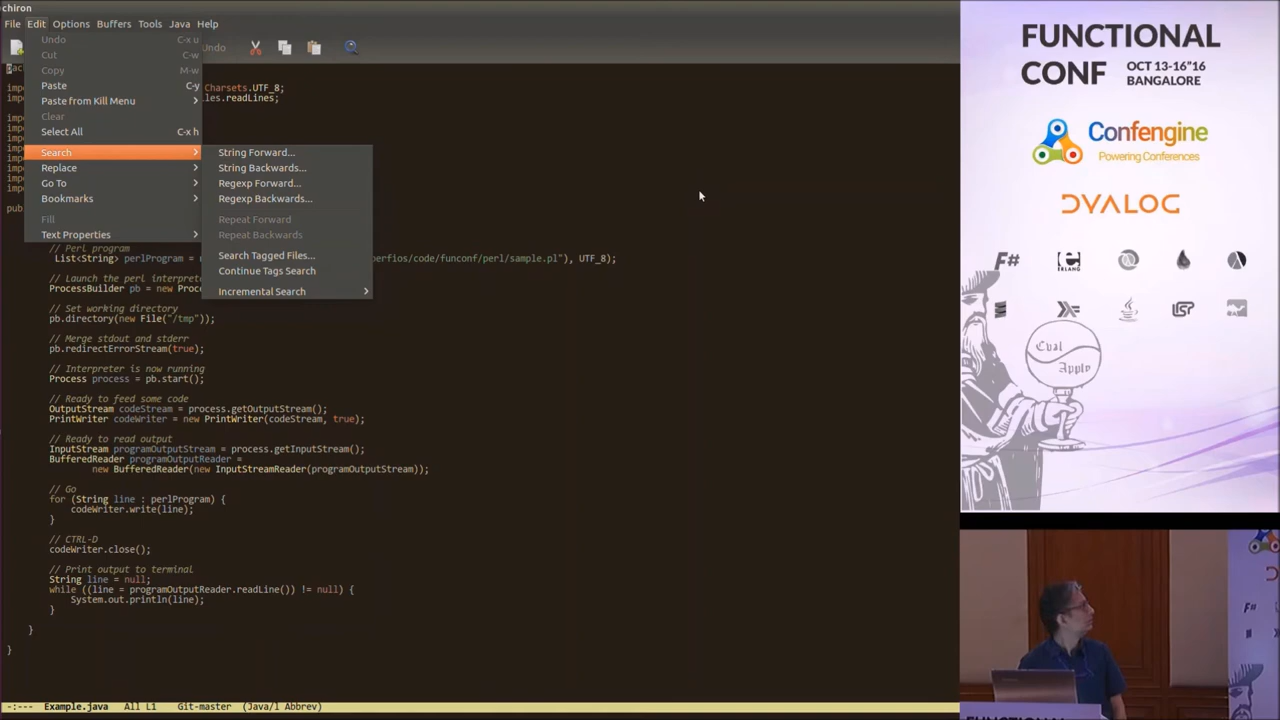 chiron
File Edit Options Buffers Tools Java Help
Undo C-x u
Cut C-w
Copy M-w
Paste C-y
Paste from Kill Menu
Clear
Select All C-x h
Search
Replace
Go To
Bookmarks
Fill
Text Properties
String Forward...
String Backwards...
Regexp Forward...
Regexp Backwards...
Repeat Forward
Repeat Backwards
Search Tagged Files...
Continue Tags Search
Incremental Search
Undo
Charsets.UTF_8;
les.readLines;
// Perl program
List<String> perlProgram = 
erfios/code/funconf/perl/sample.pl"), UTF_8);
// Launch the perl interpret
ProcessBuilder pb = new Proc
// Set working directory
pb.directory(new File("/tmp"));
// Merge stdout and stderr
pb.redirectErrorStream(true);
// Interpreter is now running
Process process = pb.start();
// Ready to feed some code
OutputStream codeStream = process.getOutputStream();
PrintWriter codeWriter = new PrintWriter(codeStream, true);
// Ready to read output
InputStream programOutputStream = process.getInputStream();
BufferedReader programOutputReader =
new BufferedReader(new InputStreamReader(programOutputStream));
// Go
for (String line : perlProgram) {
codeWriter.write(line);
}
// CTRL-D
codeWriter.close();
// Print output to terminal
String line = null;
while ((line = programOutputReader.readLine()) != null) {
System.out.println(line);
}
}
}
-:--- Example.java All L1 Git-master (Java/l Abbrev)
FUNCTIONAL
CONF OCT 13-16"16
BANGALORE
Confengine
Powering Conferences
DYALOG
F#
ERLANG
LISP
Eval
Apply